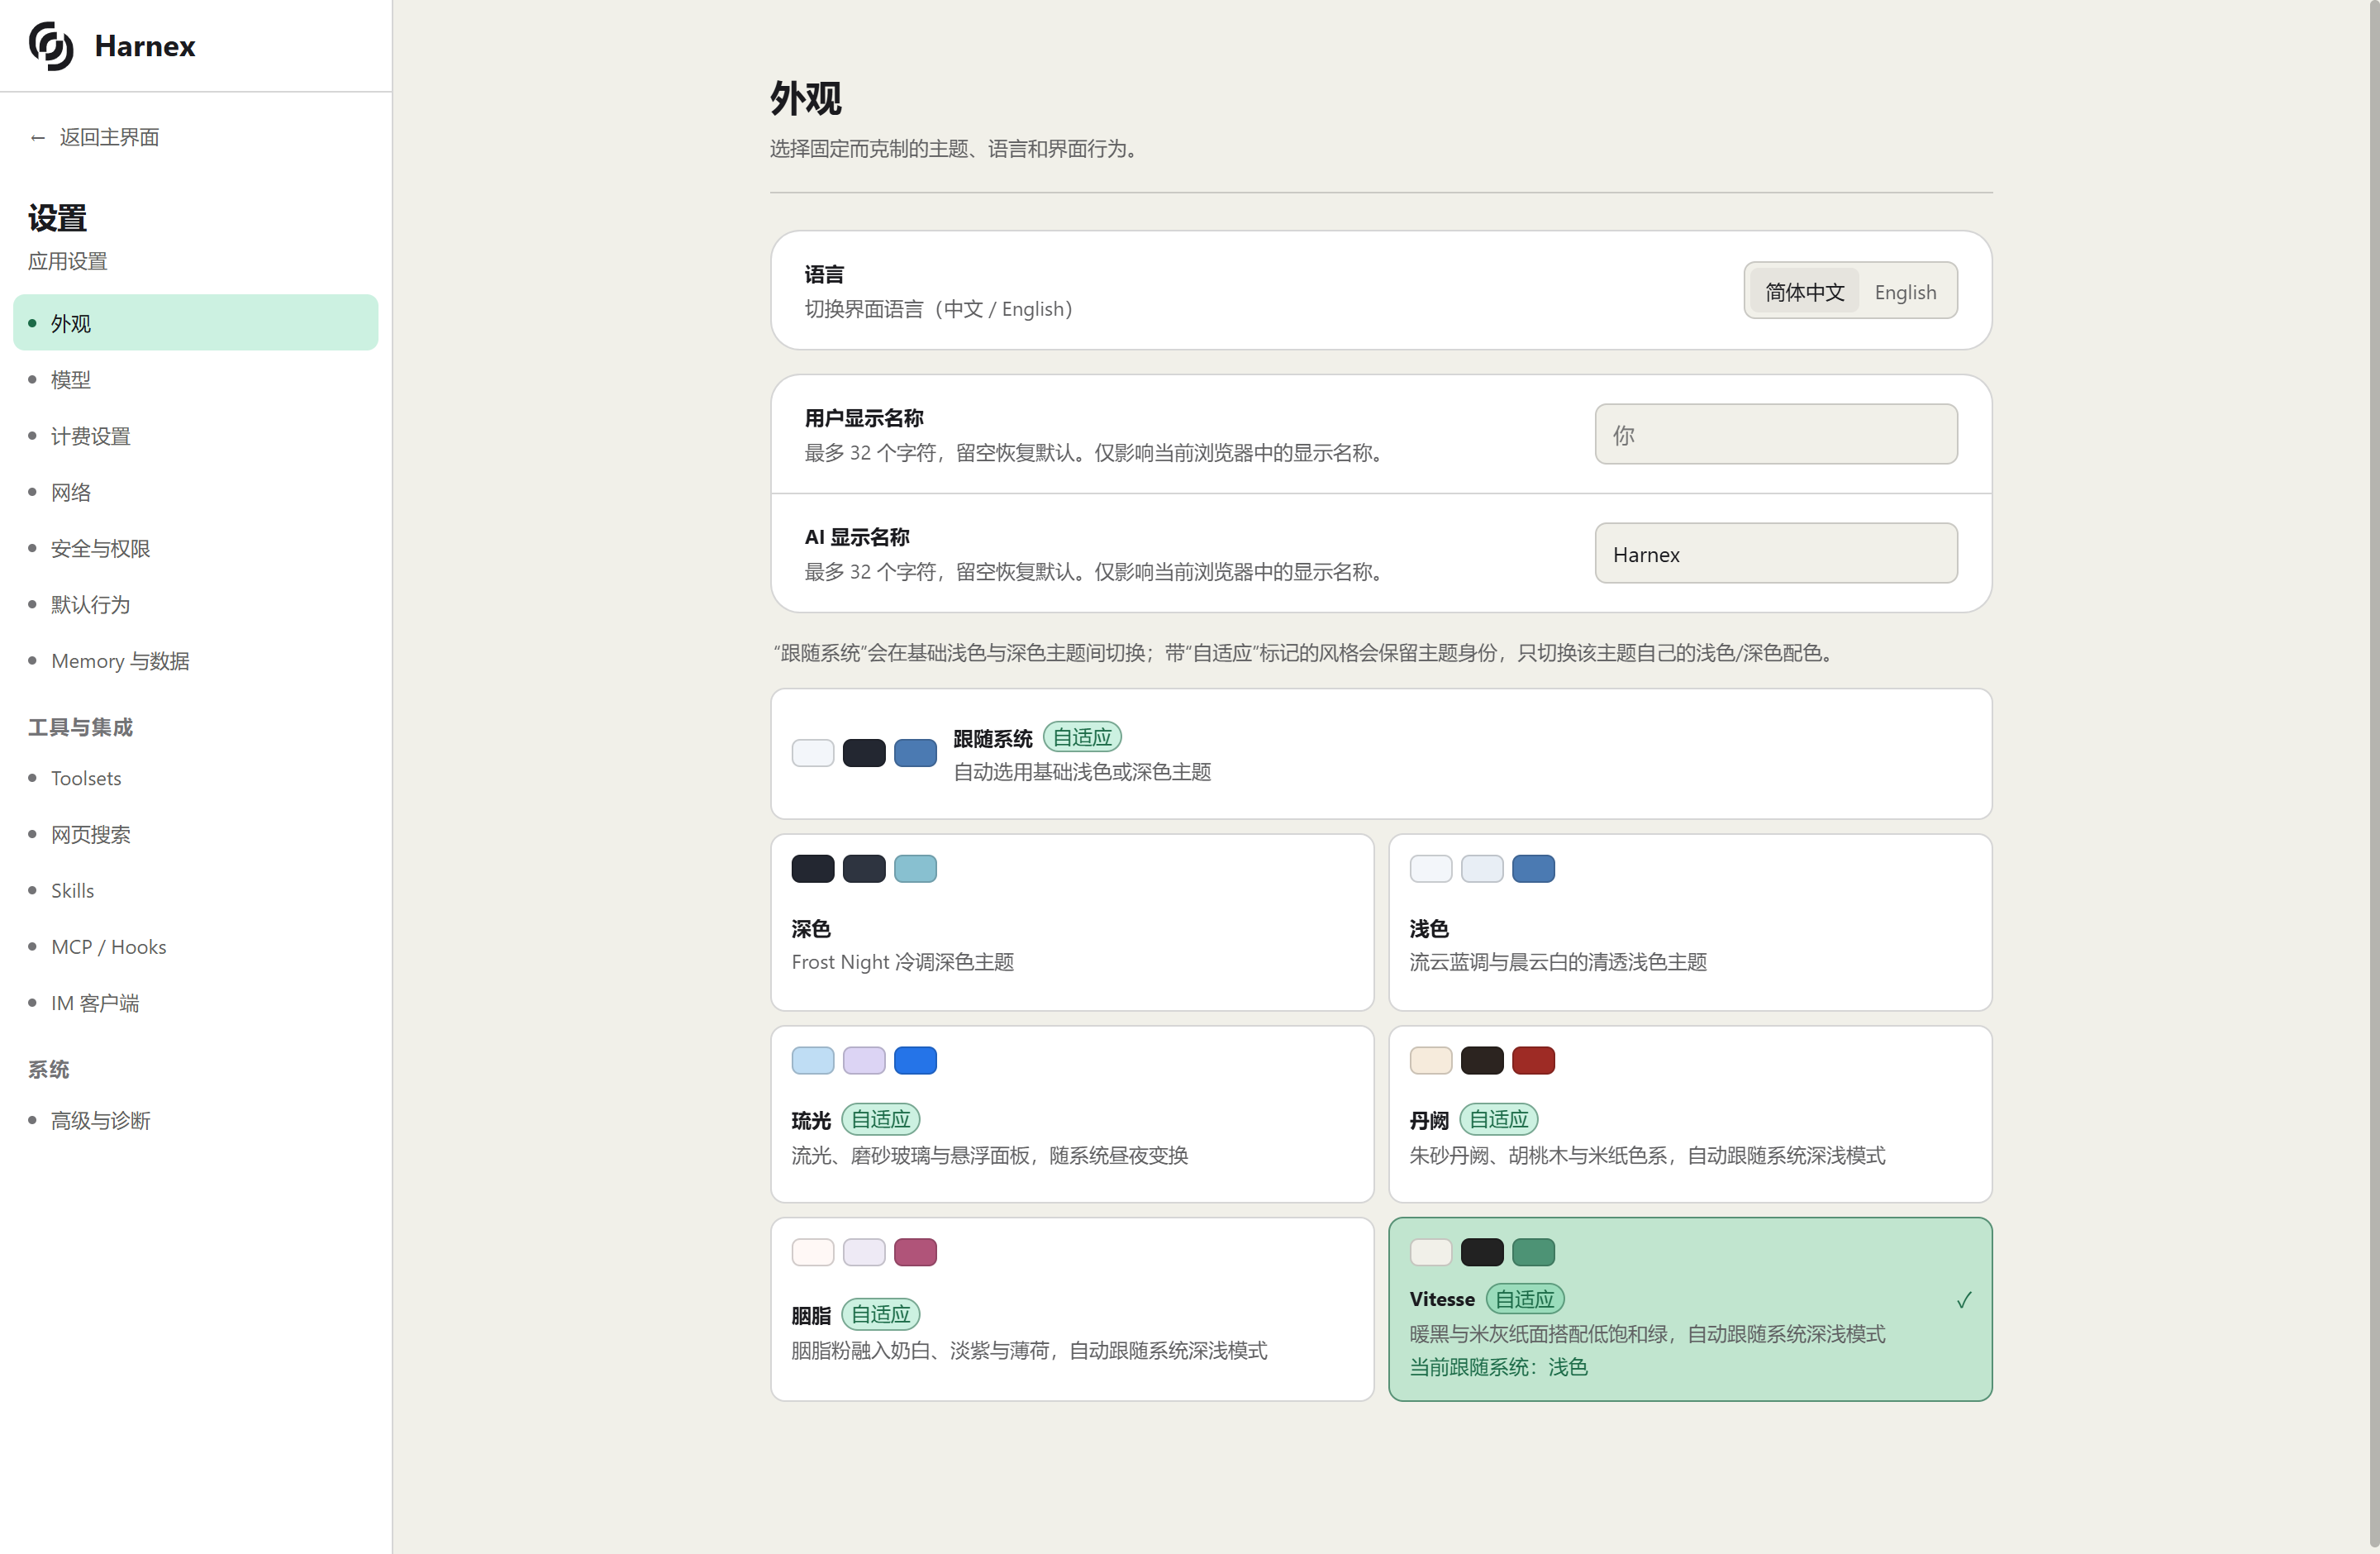 Harnex
← 返回主界面
设置
应用设置
外观
模型
计费设置
网络
安全与权限
默认行为
Memory 与数据
工具与集成
Toolsets
网页搜索
Skills
MCP / Hooks
IM 客户端
系统
高级与诊断
外观
选择固定而克制的主题、语言和界面行为。
语言
切换界面语言（中文 / English）
简体中文 English
用户显示名称
最多 32 个字符，留空恢复默认。仅影响当前浏览器中的显示名称。
你
AI 显示名称
最多 32 个字符，留空恢复默认。仅影响当前浏览器中的显示名称。
Harnex
“跟随系统”会在基础浅色与深色主题间切换；带“自适应”标记的风格会保留主题身份，只切换该主题自己的浅色/深色配色。
跟随系统 自适应
自动选用基础浅色或深色主题
深色
Frost Night 冷调深色主题
浅色
流云蓝调与晨云白的清透浅色主题
琉光 自适应
流光、磨砂玻璃与悬浮面板，随系统昼夜变换
丹阙 自适应
朱砂丹阙、胡桃木与米纸色系，自动跟随系统深浅模式
胭脂 自适应
胭脂粉融入奶白、淡紫与薄荷，自动跟随系统深浅模式
Vitesse 自适应 ✓
暖黑与米灰纸面搭配低饱和绿，自动跟随系统深浅模式
当前跟随系统：浅色